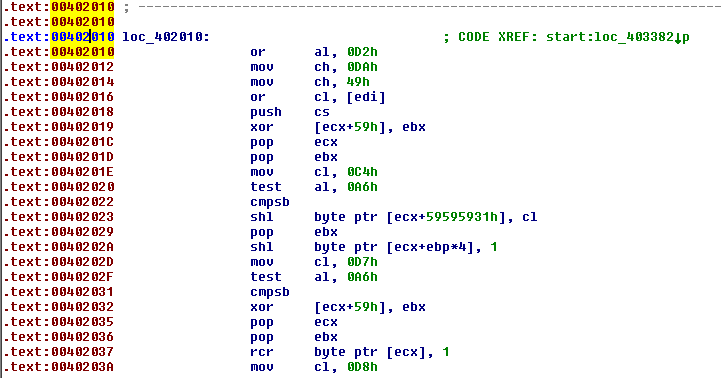 .text:00402010 ; ---------------------------------------------------------------------------
.text:00402010
.text:00402010 loc_402010: ; CODE XREF: start:loc_403382↓p
.text:00402010 or al, 0D2h
.text:00402012 mov ch, 0DAh
.text:00402014 mov ch, 49h
.text:00402016 or cl, [edi]
.text:00402018 push cs
.text:00402019 xor [ecx+59h], ebx
.text:0040201C pop ecx
.text:0040201D pop ebx
.text:0040201E mov cl, 0C4h
.text:00402020 test al, 0A6h
.text:00402022 cmpsb
.text:00402023 shl byte ptr [ecx+59595931h], cl
.text:00402029 pop ebx
.text:0040202A shl byte ptr [ecx+ebp*4], 1
.text:0040202D mov cl, 0D7h
.text:0040202F test al, 0A6h
.text:00402031 cmpsb
.text:00402032 xor [ecx+59h], ebx
.text:00402035 pop ecx
.text:00402036 pop ebx
.text:00402037 rcr byte ptr [ecx], 1
.text:0040203A mov cl, 0D8h